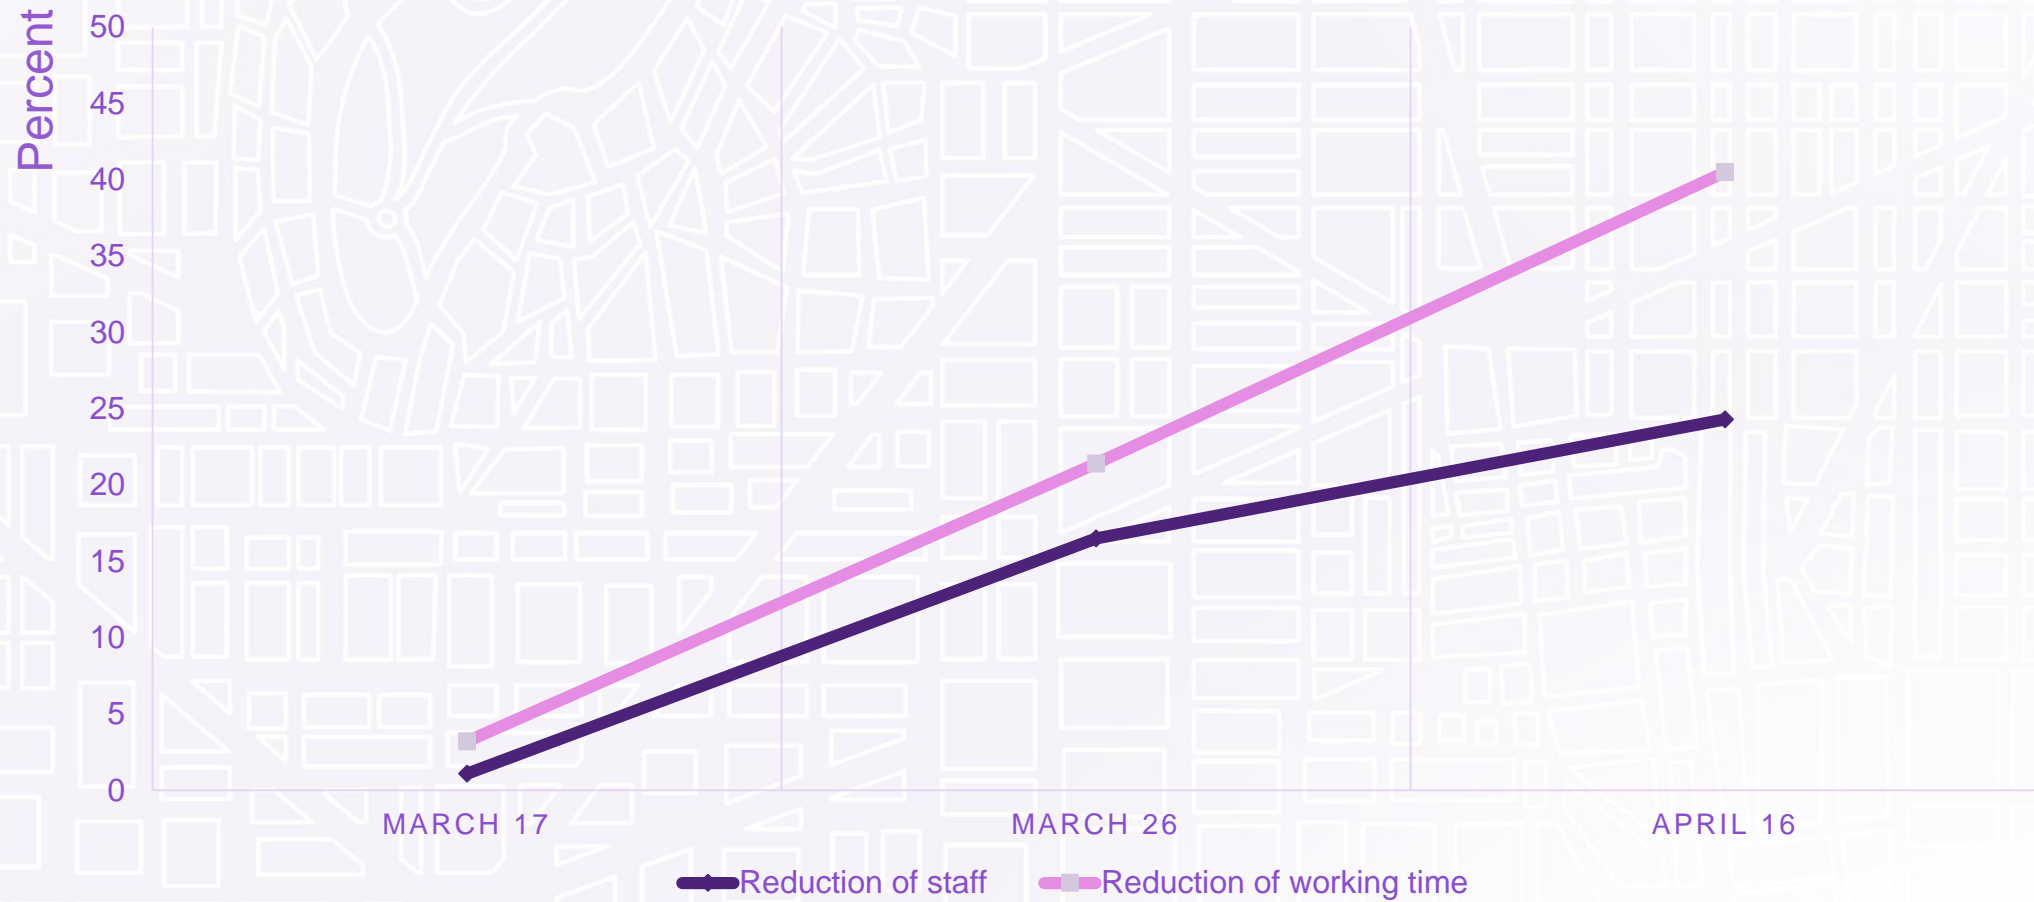 Percent
50
45
40
35
30
25
20
15
10
5
0
MARCH 17
MARCH 26
APRIL 16
Reduction of staff
Reduction of working time